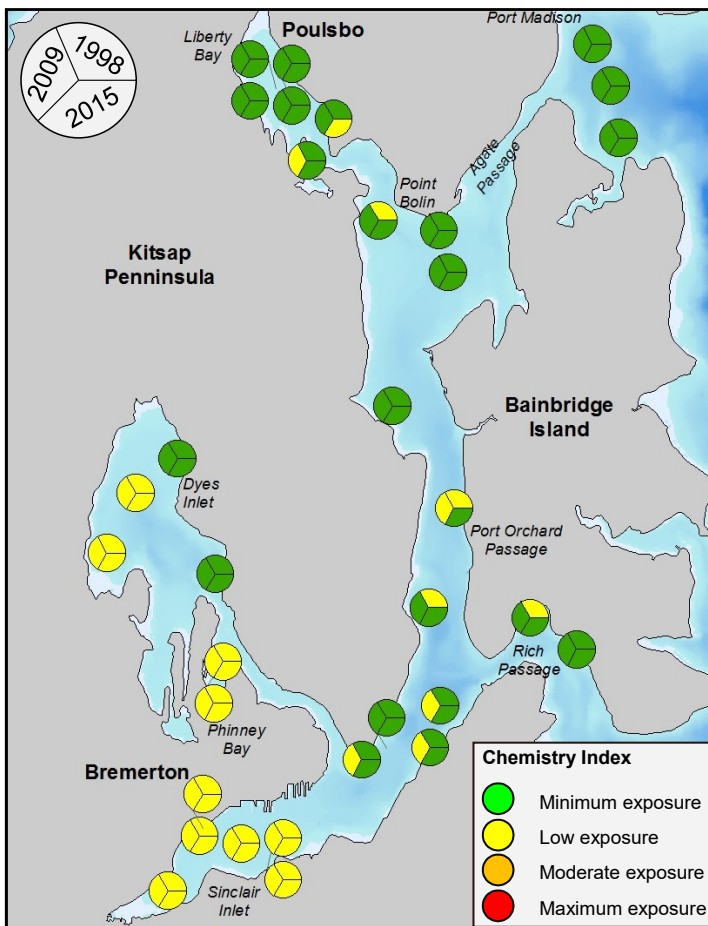 Poulsbo
Port Madison
Liberty
Bay
2009
1998
2015
Agate
Passage
Point
Bolin
Kitsap
Penninsula
Bainbridge
Island
Dyes
Inlet
Port Orchard
Passage
Rich
Passage
Phinney
Bay
Bremerton
Sinclair
Inlet
Chemistry Index
Minimum exposure
Low exposure
Moderate exposure
Maximum exposure